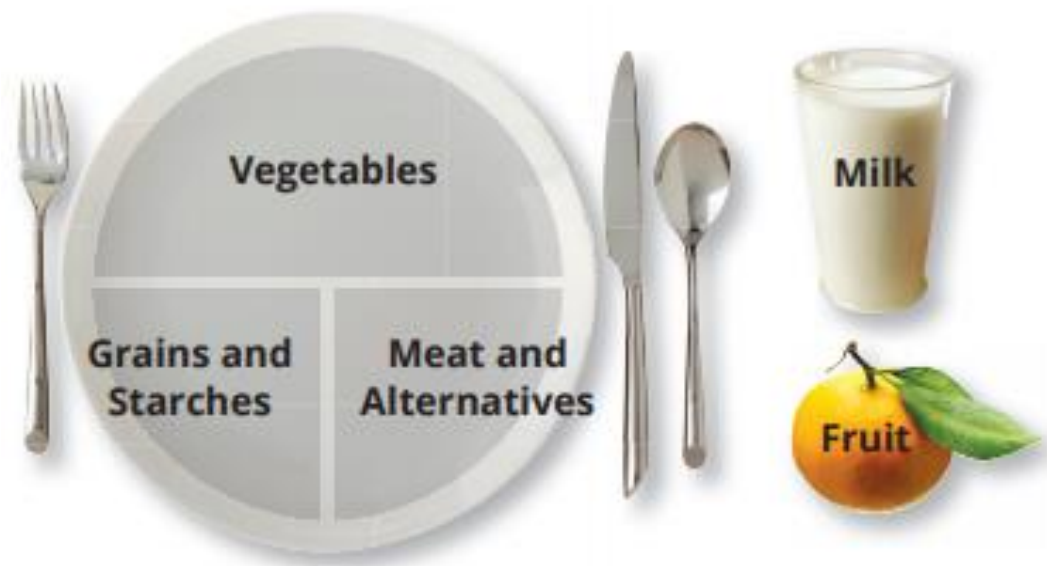 Vegetables
Grains and
Starches
Meat and
Alternatives
Milk
Fruit